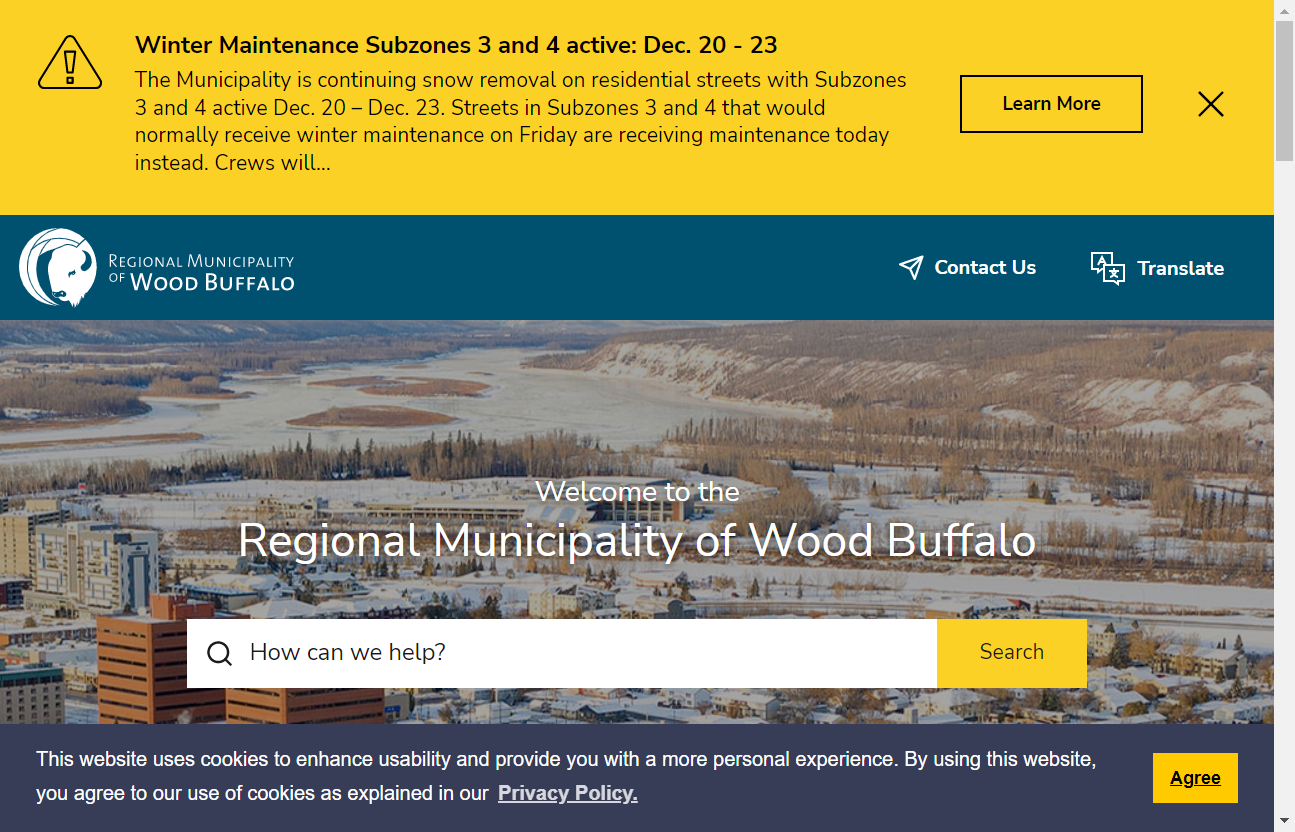 Winter Maintenance Subzones 3 and 4 active: Dec. 20 - 23
The Municipality is continuing snow removal on residential streets with Subzones
3 and 4 active Dec. 20 – Dec. 23. Streets in Subzones 3 and 4 that would
normally receive winter maintenance on Friday are receiving maintenance today
instead. Crews will...
Learn More
REGIONAL MUNICIPALITY
OF WOOD BUFFALO
Contact Us
Translate
Welcome to the
Regional Municipality of Wood Buffalo
How can we help?
Search
This website uses cookies to enhance usability and provide you with a more personal experience. By using this website,
you agree to our use of cookies as explained in our Privacy Policy.
Agree